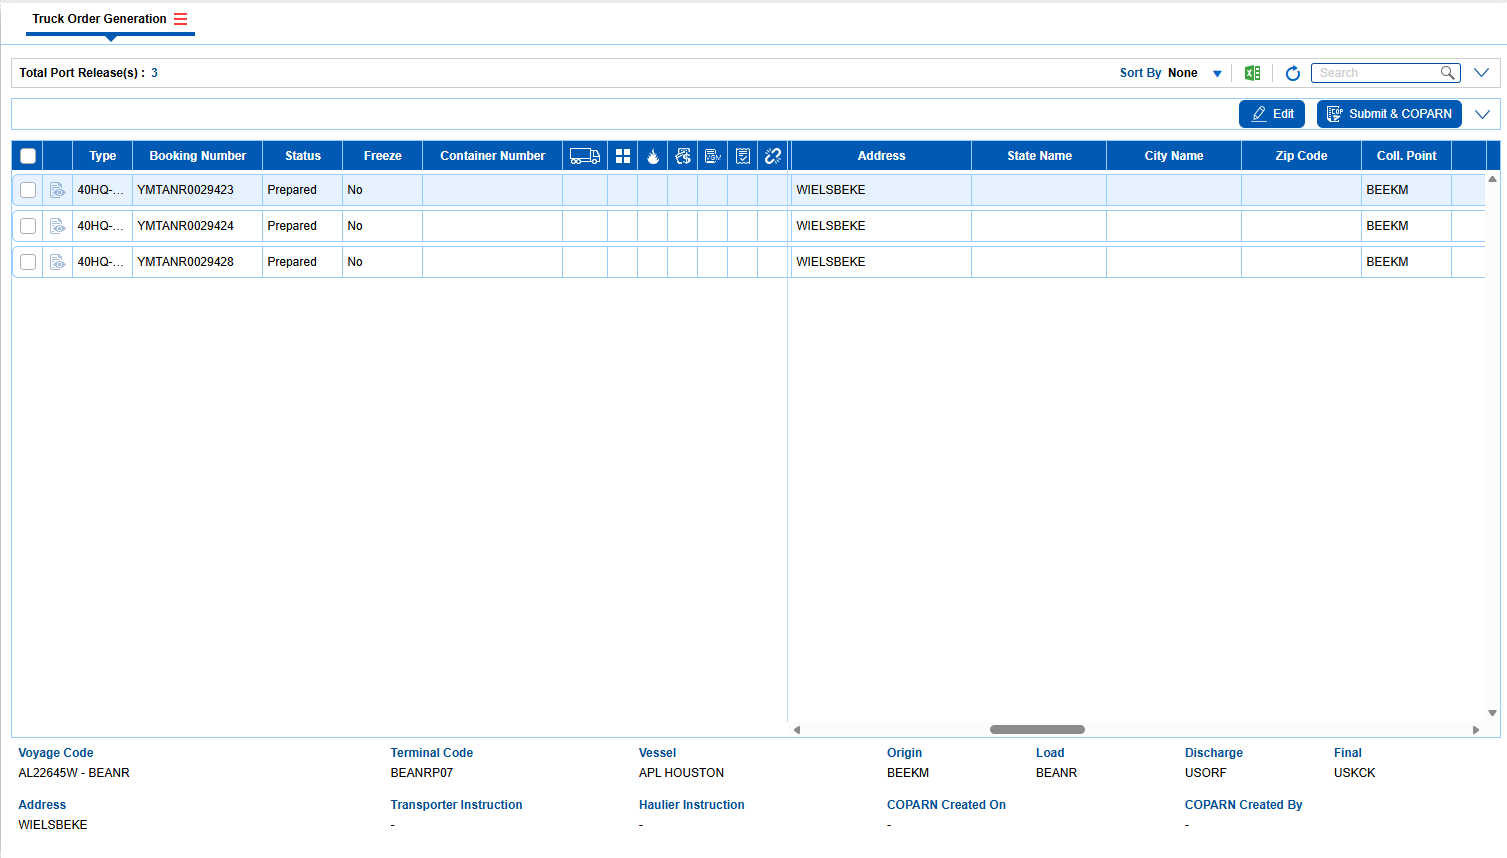 Truck Order Generation
Total Port Release(s) : 3
Sort By None
Search
Edit
Submit & COPARN
Type Booking Number Status Freeze Container Number VGM Address State Name City Name Zip Code Coll. Point
40HQ-... YMTANR0029423 Prepared No WIELSBEKE BEEKM
40HQ-... YMTANR0029424 Prepared No WIELSBEKE BEEKM
40HQ-... YMTANR0029428 Prepared No WIELSBEKE BEEKM
Voyage Code Terminal Code Vessel Origin Load Discharge Final
AL22645W - BEANR BEANRP07 APL HOUSTON BEEKM BEANR USORF USKCK
Address Transporter Instruction Haulier Instruction COPARN Created On COPARN Created By
WIELSBEKE - - - -